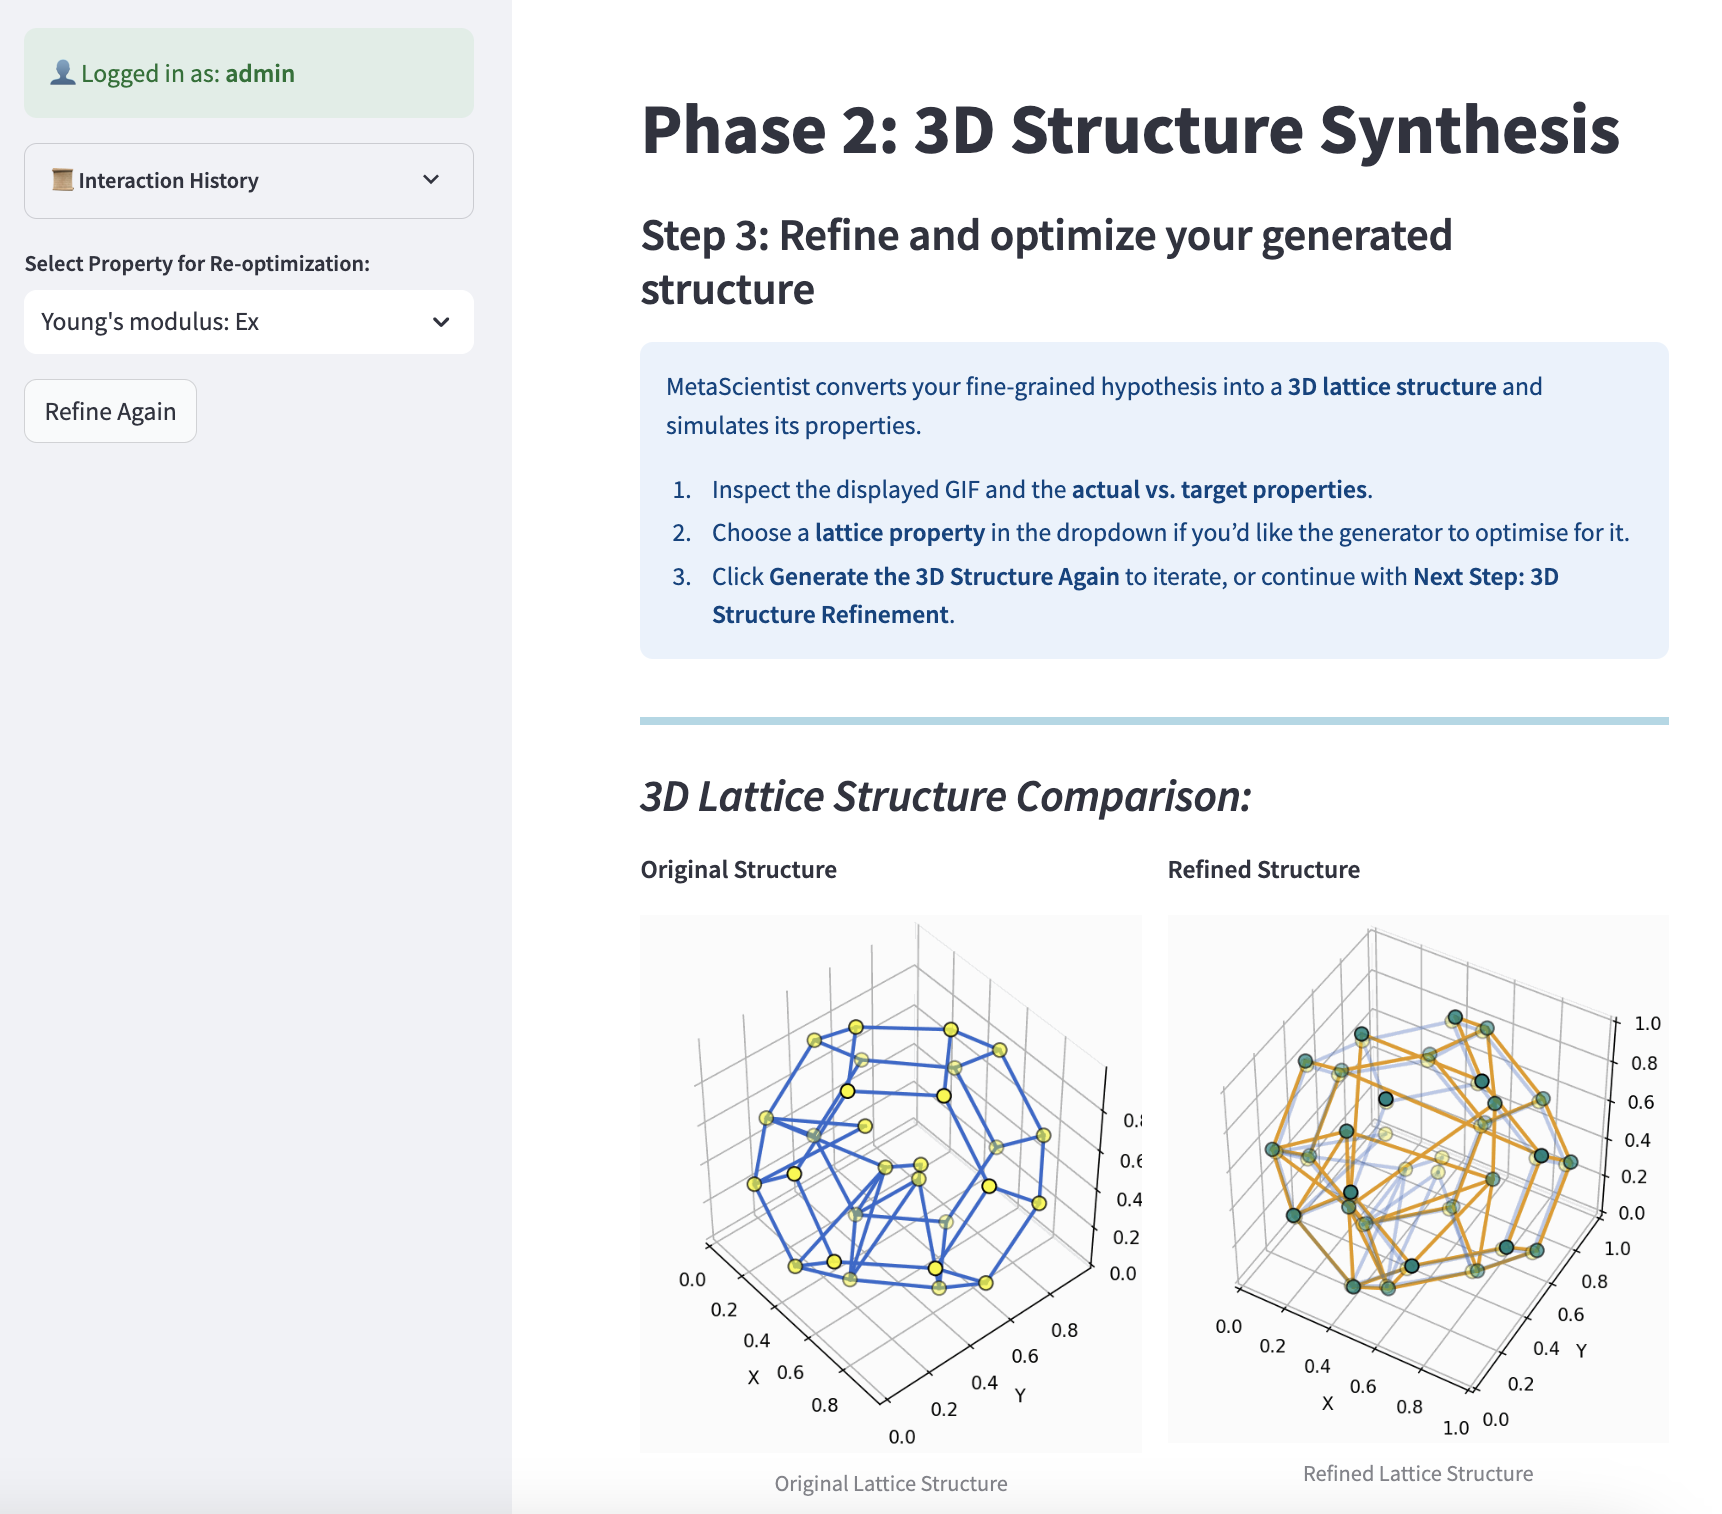 Logged in as: admin
Interaction History
Select Property for Re-optimization:
Young's modulus: Ex
Refine Again
Phase 2: 3D Structure Synthesis
Step 3: Refine and optimize your generated
structure
MetaScientist converts your fine-grained hypothesis into a 3D lattice structure and
simulates its properties.
1. Inspect the displayed GIF and the actual vs. target properties.
2. Choose a lattice property in the dropdown if you’d like the generator to optimise for it.
3. Click Generate the 3D Structure Again to iterate, or continue with Next Step: 3D
Structure Refinement.
3D Lattice Structure Comparison:
Original Structure
0.8
0.6
0.4
0.2
0.0
0.0
0.2
0.4
0.6
0.8
X
0.0
0.2
0.4
0.6
0.8
Y
Original Lattice Structure
Refined Structure
1.0
0.8
0.6
0.4
0.2
0.0
0.0
0.2
0.4
0.6
0.8
1.0
X
0.0
0.2
0.4
0.6
0.8
1.0
Y
Refined Lattice Structure